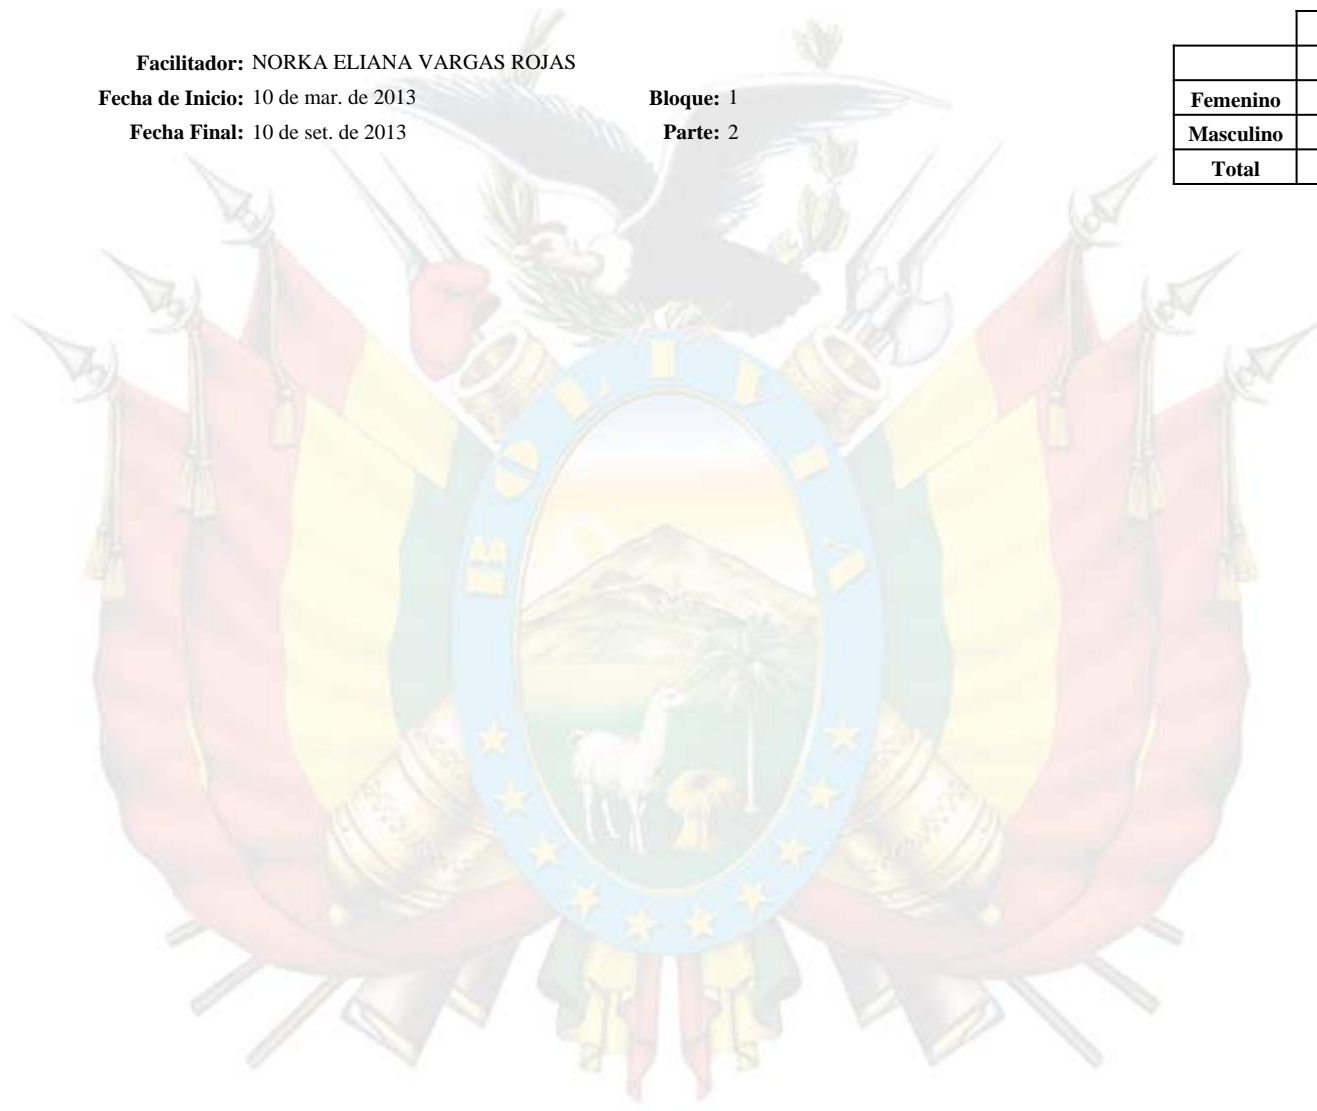 Facilitador: NORKA ELIANA VARGAS ROJAS
Fecha de Inicio: 10 de mar. de 2013 Bloque: 1
Fecha Final: 10 de set. de 2013 Parte: 2
Femenino
Masculino
Total
BOLIVIA